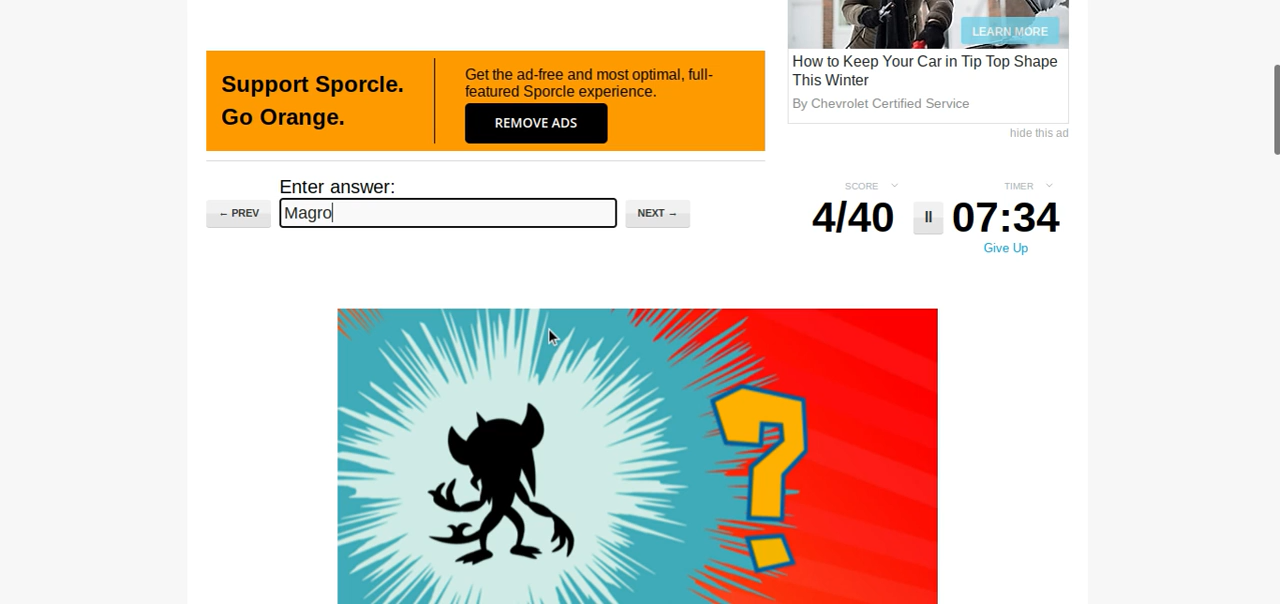 LEARN MORE
How to Keep Your Car in Tip Top Shape
This Winter
By Chevrolet Certified Service
hide this ad
Support Sporcle.
Go Orange.
Get the ad-free and most optimal, full-
featured Sporcle experience.
REMOVE ADS
Enter answer:
← PREV
Magro
NEXT →
SCORE
4/40
TIMER
07:34
Give Up
?